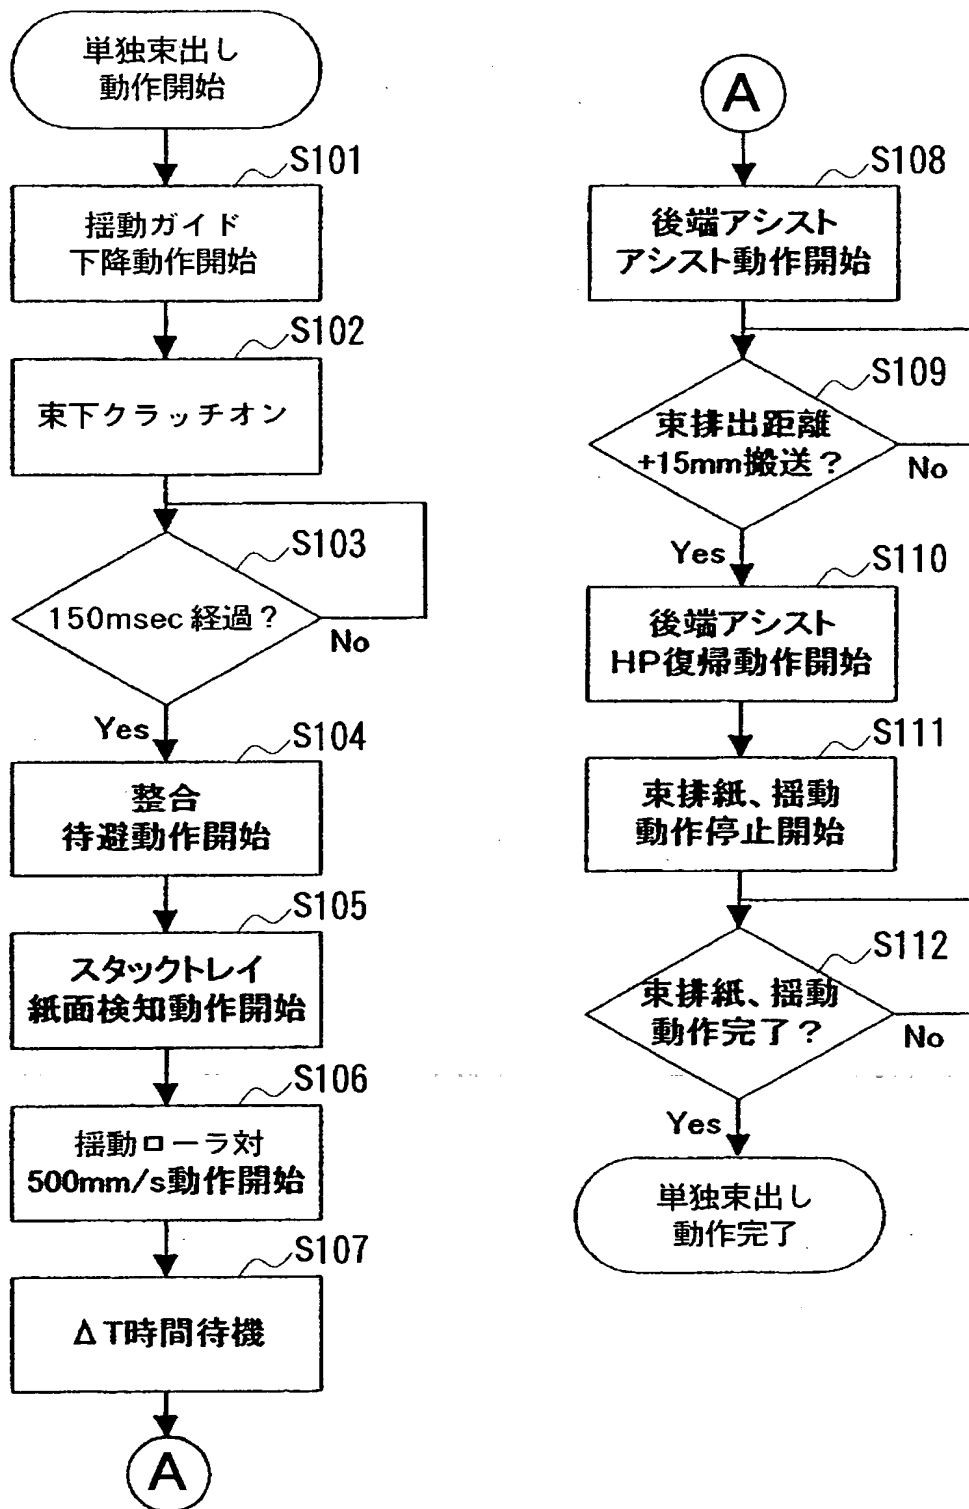 単独束出し
動作開始
S101
揺動ガイド
下降動作開始
S102
束下クラッチオン
S103
150msec 経過？
No
Yes
S104
整合
待避動作開始
S105
スタックトレイ
紙面検知動作開始
S106
揺動ローラ対
500mm/s動作開始
S107
ΔT時間待機
A
A
S108
後端アシスト
アシスト動作開始
S109
束排出距離
+15mm搬送？
No
Yes
S110
後端アシスト
HP復帰動作開始
S111
束排紙、揺動
動作停止開始
S112
束排紙、揺動
動作完了？
No
Yes
単独束出し
動作完了